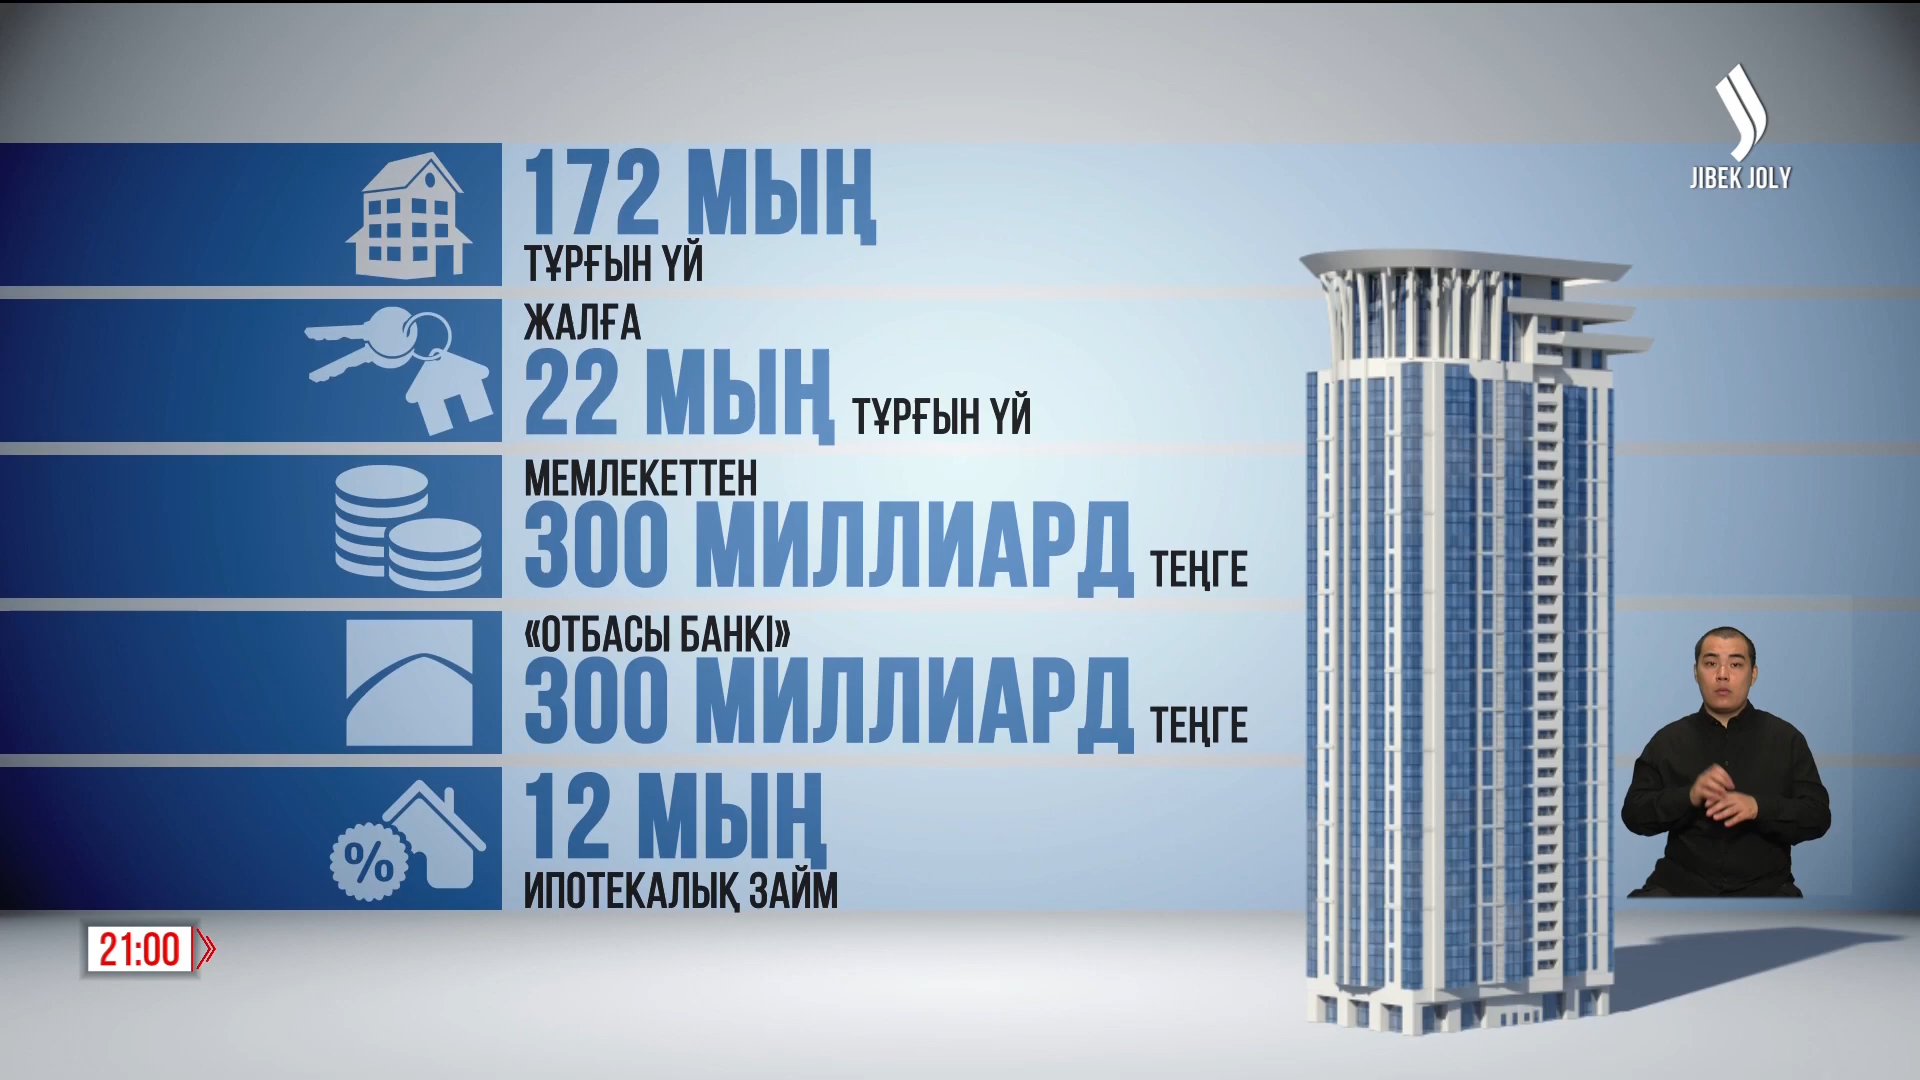 JIBEK JOLY
172 МЫҢ
ТҰРҒЫН ҮЙ
ЖАЛҒА
22 МЫҢ ТҰРҒЫН ҮЙ
МЕМЛЕКЕТТЕН
300 МИЛЛИАРД ТЕҢГЕ
«ОТБАСЫ БАНКІ»
300 МИЛЛИАРД ТЕҢГЕ
%
12 МЫҢ
ИПОТЕКАЛЫҚ ЗАЙМ
21:00